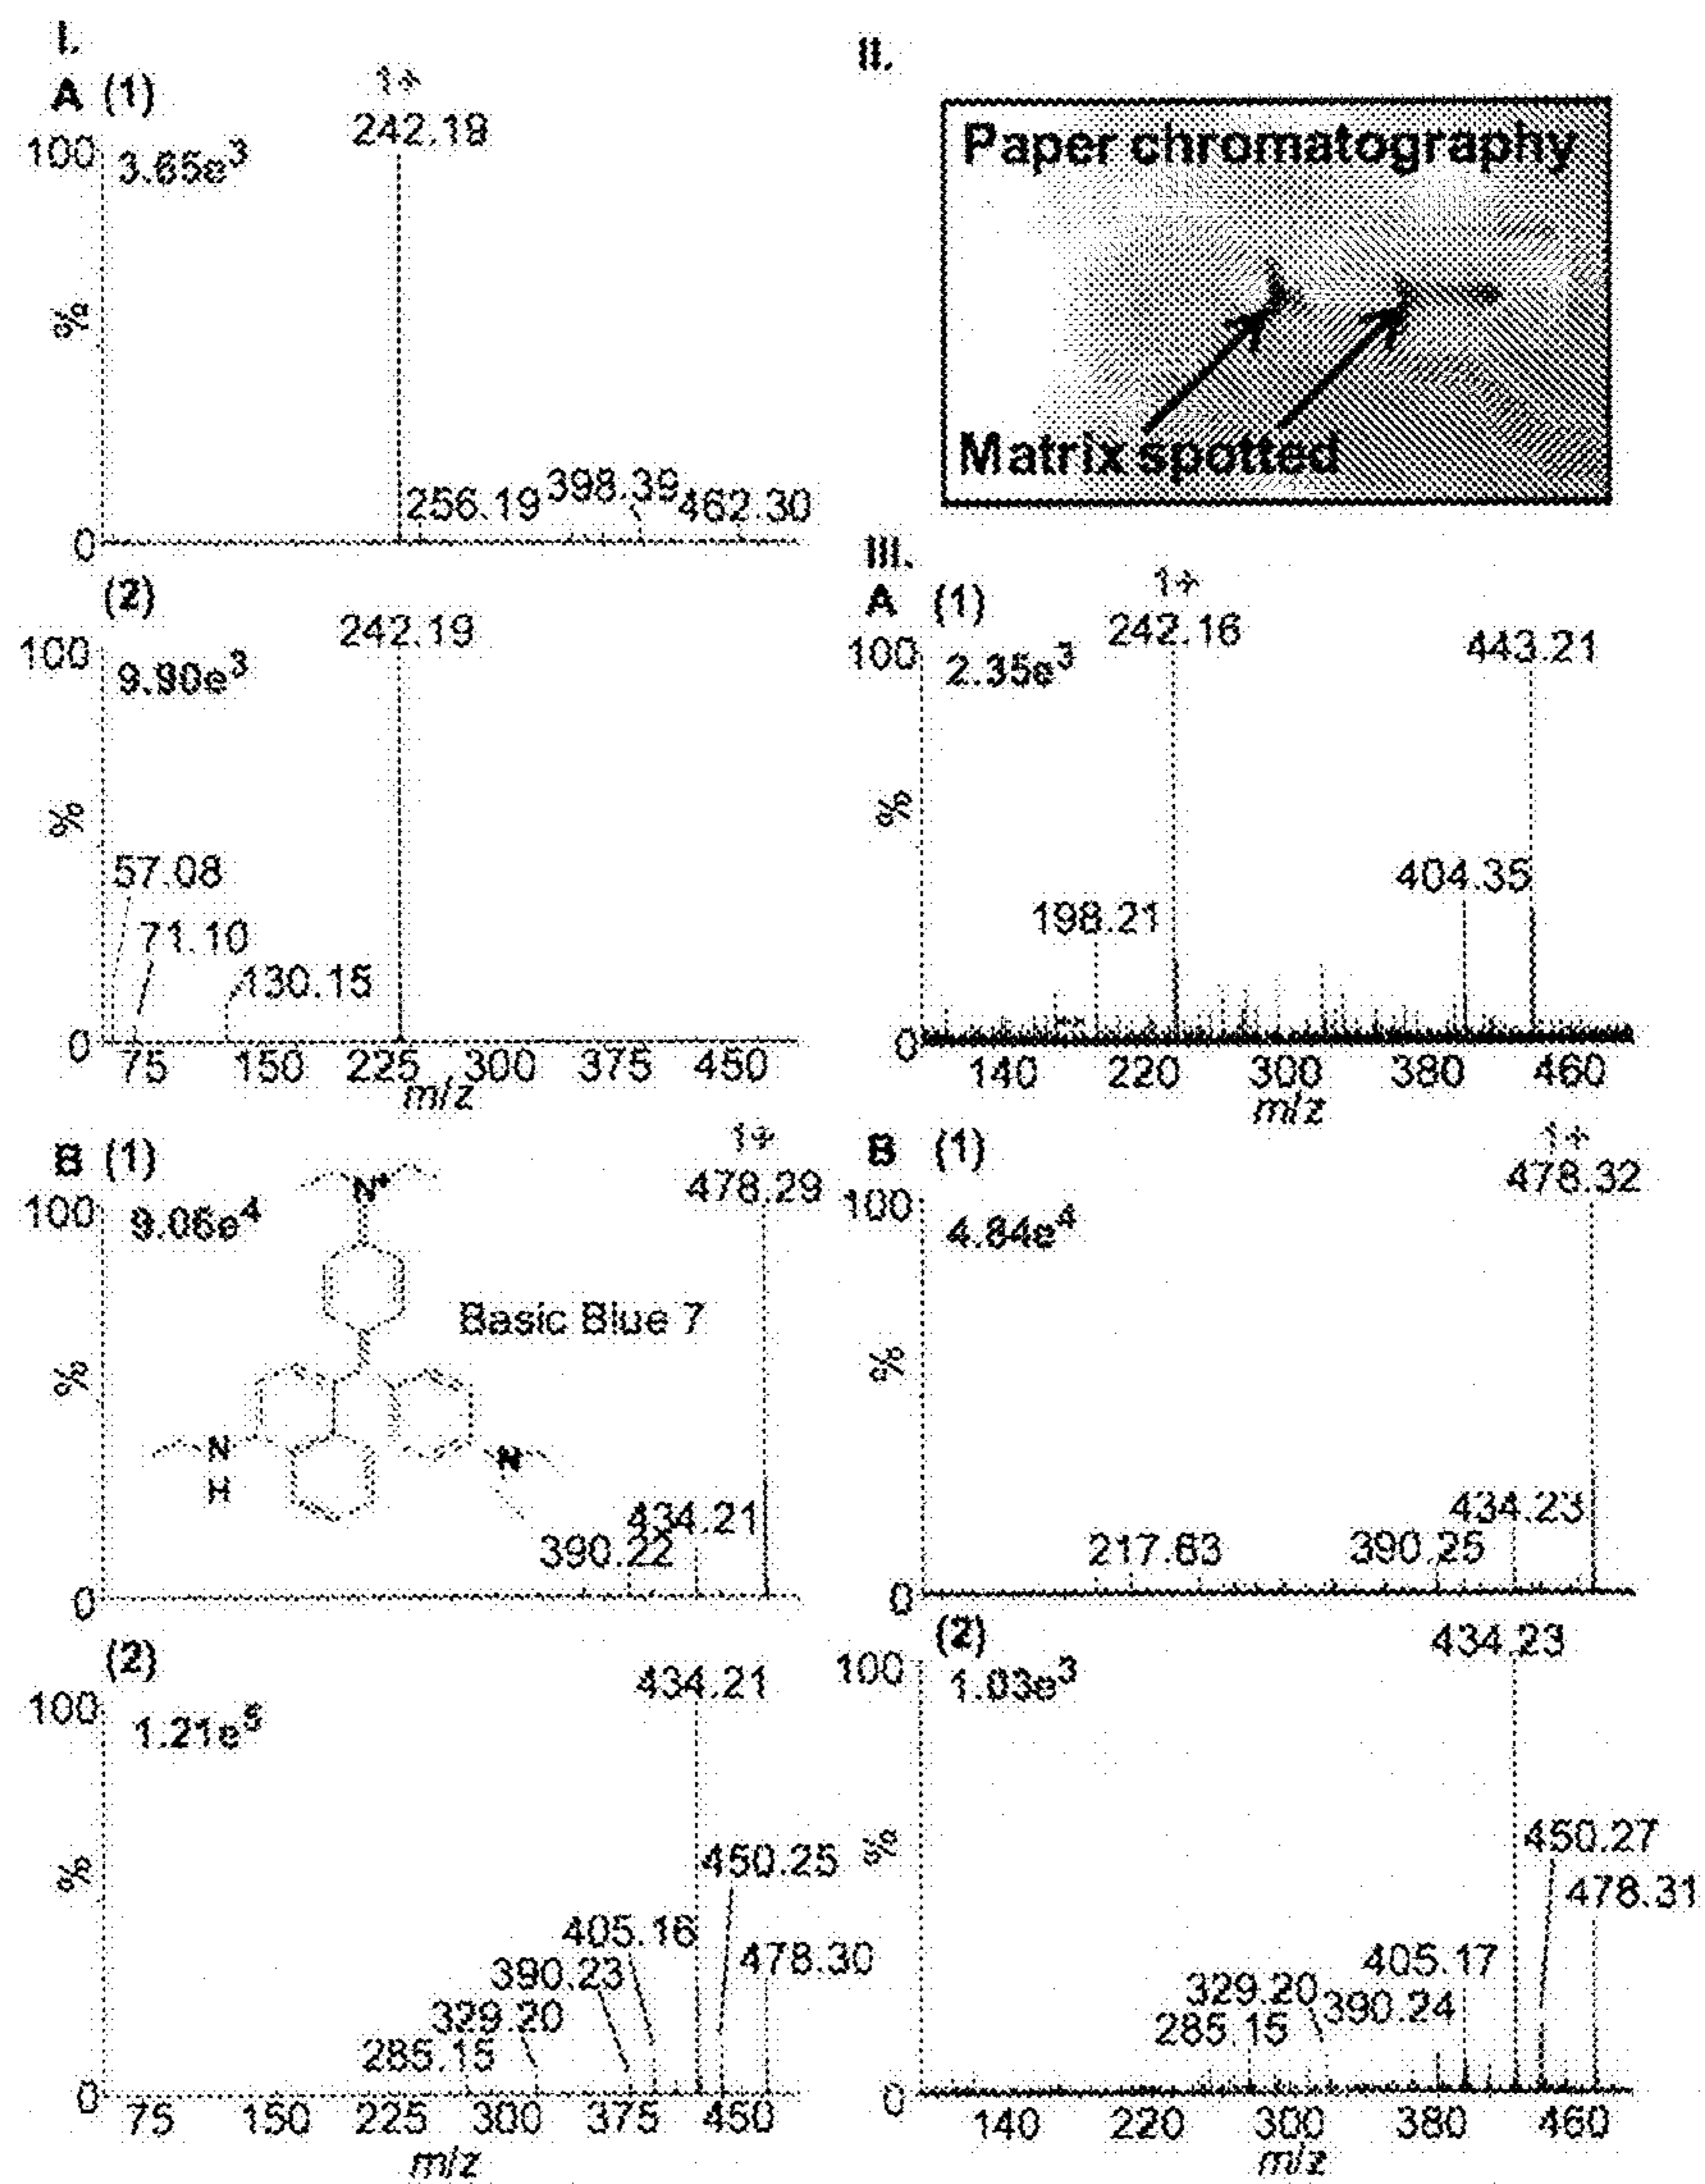 I.
A (1)
1+
242.19
100
3.65e3
%
256.19
398.39
462.30
0
(2)
242.19
100
9.90e3
%
57.08
71.10
130.15
0
75 150 225 300 375 450
m/z
B (1)
1+
478.29
100
9.06e4
N+
Basic Blue 7
%
N
H
N
434.21
390.22
0
(2)
434.21
100
1.21e5
%
450.25
405.16
478.30
390.23
329.20
285.15
0
75 150 225 300 375 450
m/z
II.
Paper chromatography
Matrix spotted
III.
A (1)
1+
242.16
443.21
100
2.35e3
%
404.35
198.21
0
140 220 300 380 460
m/z
B (1)
1+
478.32
100
4.84e4
%
434.23
217.63
390.25
0
(2)
434.23
100
1.03e3
%
450.27
478.31
405.17
329.20
390.24
285.15
0
140 220 300 380 460
m/z